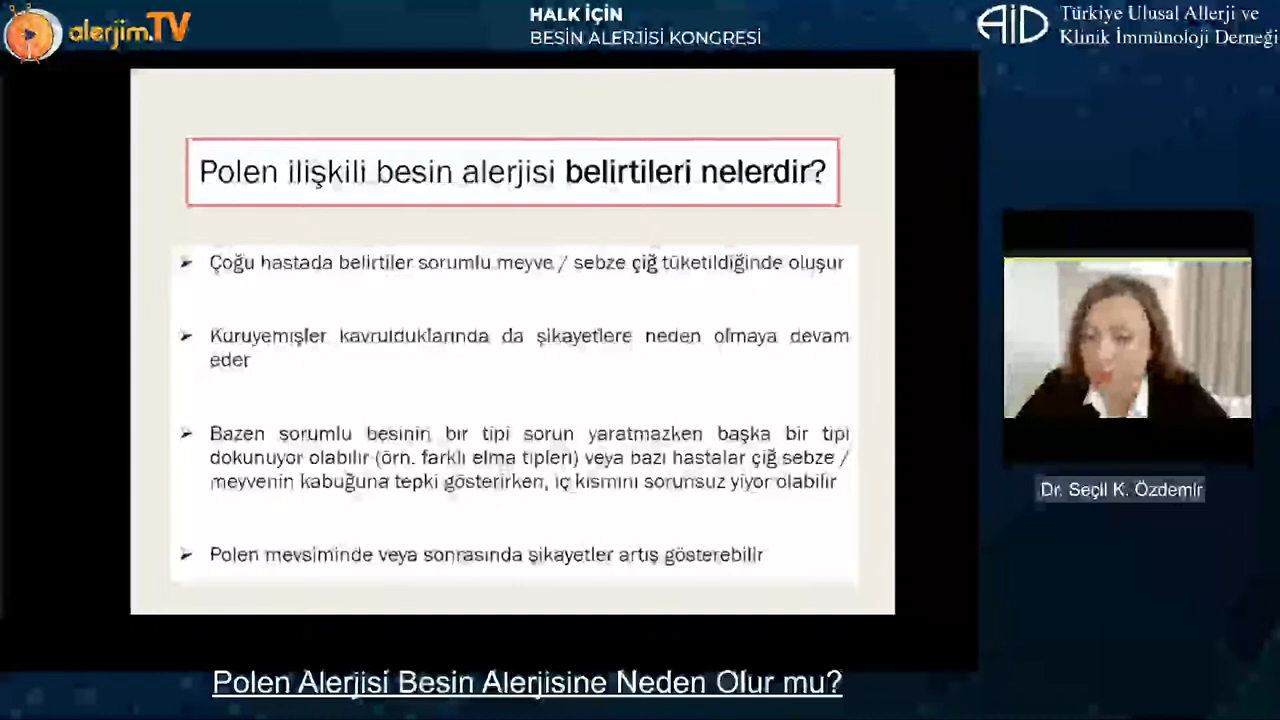 alerjim.TV
HALK İÇİN
BESİN ALERJİSİ KONGRESİ
AİD
Türkiye Ulusal Allerji ve
Klinik İmmünoloji Derneği
Polen ilişkili besin alerjisi belirtileri nelerdir?
➢ Çoğu hastada belirtiler sorumlu meyve / sebze çiğ tüketildiğinde oluşur
➢ Kuruyemişler kavrulduklarında da şikayetlere neden olmaya devam
eder
➢ Bazen sorumlu besinin bir tipi sorun yaratmazken başka bir tipi
dokunuyor olabilir (örn. farklı elma tipleri) veya bazı hastalar çiğ sebze /
meyvenin kabuğuna tepki gösterirken, iç kısmını sorunsuz yiyor olabilir
➢ Polen mevsiminde veya sonrasında şikayetler artış gösterebilir
Dr. Seçil K. Özdemir
Polen Alerjisi Besin Alerjisine Neden Olur mu?